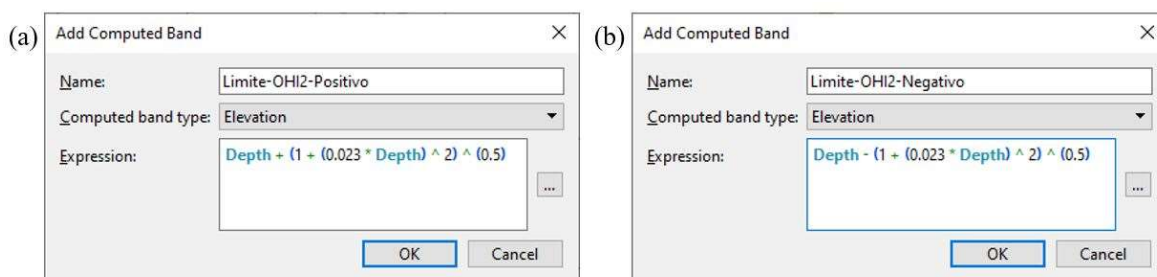 (a)
Add Computed Band
Name: Limite-OHI2-Positivo
Computed band type: Elevation
Expression: Depth + (1 + (0.023 * Depth) ^ 2) ^ (0.5)
...
OK Cancel
(b)
Add Computed Band
Name: Limite-OHI2-Negativo
Computed band type: Elevation
Expression: Depth - (1 + (0.023 * Depth) ^ 2) ^ (0.5)
...
OK Cancel